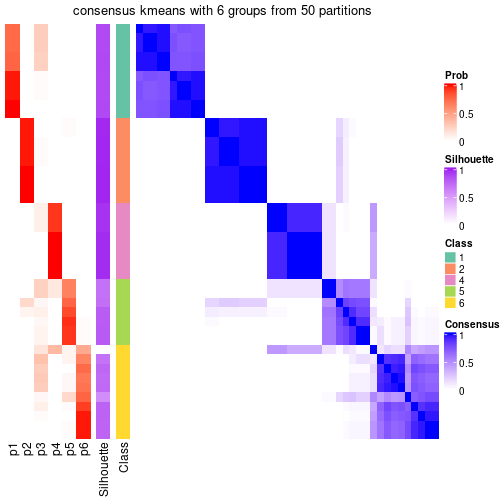 consensus kmeans with 6 groups from 50 partitions
Prob
1
0.5
0
Silhouette
1
0.5
0
Class
1
2
4
5
6
Consensus
1
0.5
0
p1
p2
p3
p4
p5
p6
Silhouette
Class